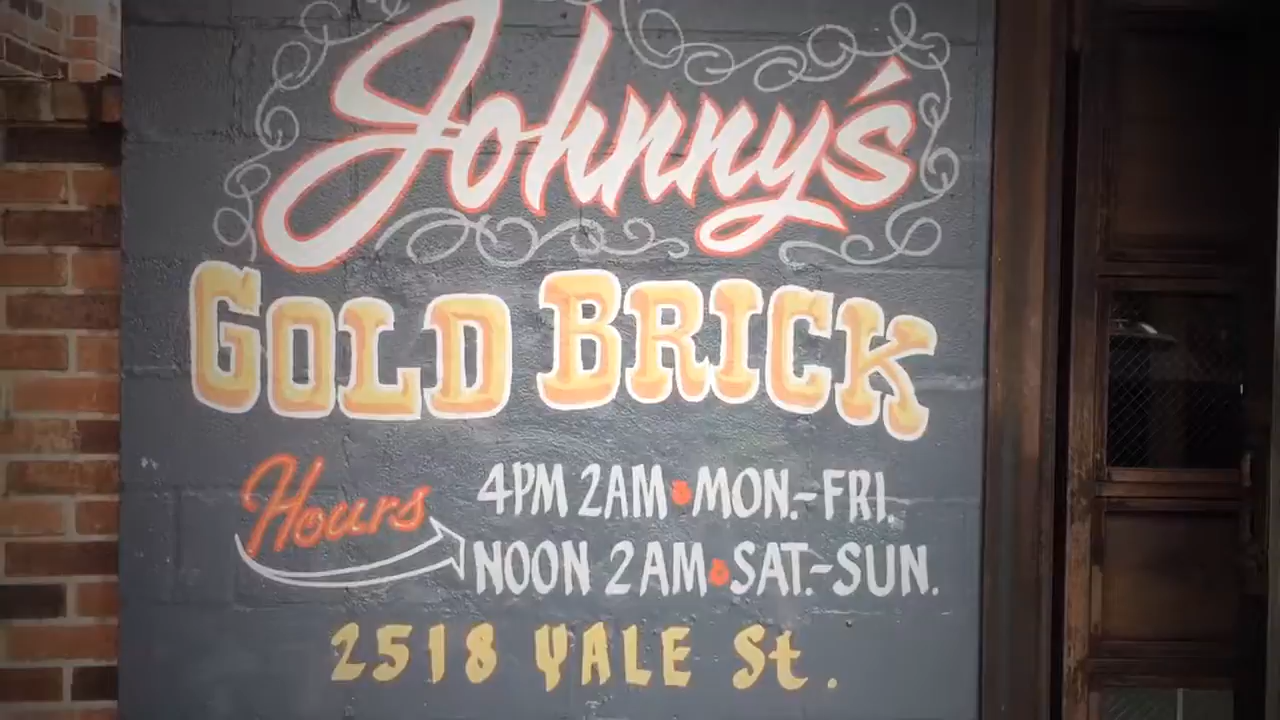 Johnny's
GOLD BRICK
Hours
4PM 2AM•MON.-FRI.
NOON 2AM•SAT.-SUN.
2518 YALE St.